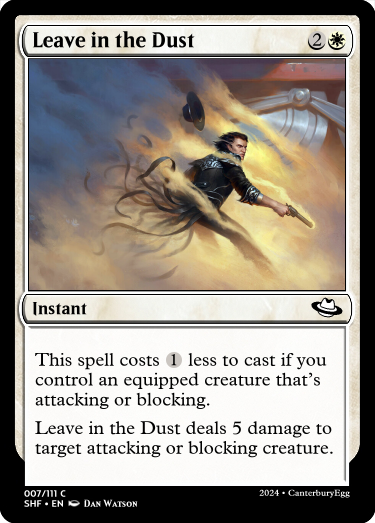 Leave in the Dust 2
Instant
This spell costs 1 less to cast if you
control an equipped creature that's
attacking or blocking.
Leave in the Dust deals 5 damage to
target attacking or blocking creature.
007/111 C
SHF • EN Dan Watson
2024 • CanterburyEgg